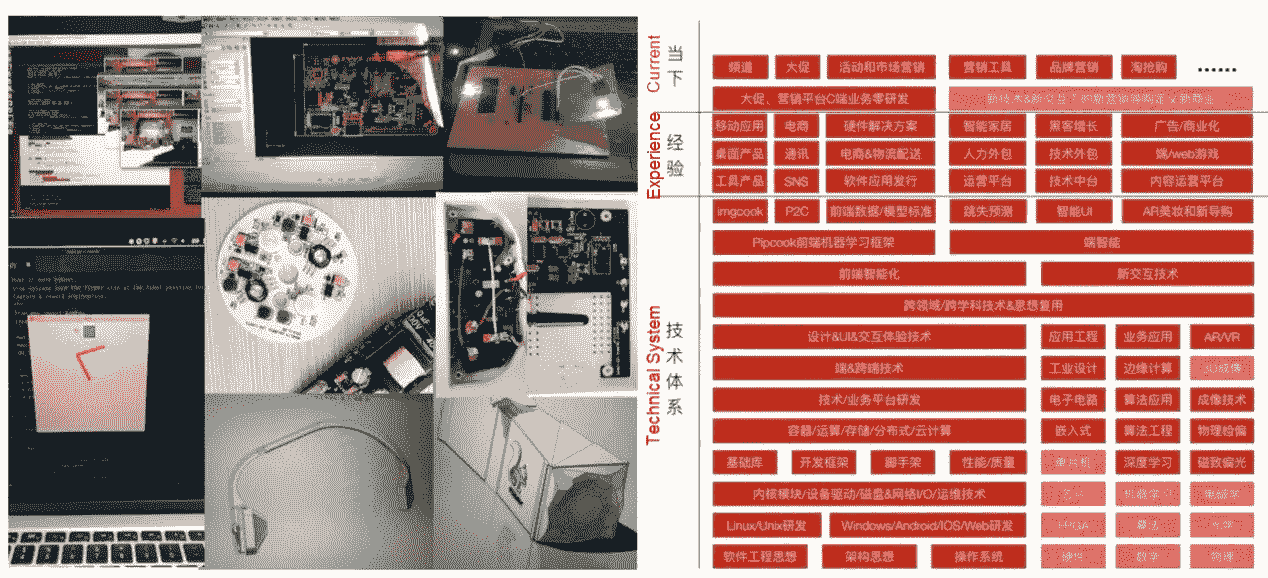 Current
当下
频道 大促 活动和市场营销 营销工具 品牌营销 淘抢购 ……
大促、营销平台C端业务零研发
Experience
经验
移动应用 电商 硬件解决方案 智能家居 黑客增长 广告/商业化
桌面产品 通讯 电商&物流配送 人力外包 技术外包 端/web游戏
工具产品 SNS 软件应用发行 运营平台 技术中台 内容运营平台
Technical System
技术体系
imgcook P2C 前端数据/模型标准 跳失预测 智能UI AR美妆和新导购
Pipcook前端机器学习框架 端智能
前端智能化 新交互技术
跨领域/跨学科技术&思想复用
设计&UI&交互体验技术 应用工程 业务应用 AR/VR
端&跨端技术 工业设计 边缘计算
技术/业务平台研发 电子电路 算法应用 成像技术
容器/运算/存储/分布式/云计算 嵌入式 算法工程 物理检偏
基础库 开发框架 脚手架 性能/质量 单片机 深度学习 磁致偏光
内核模块/设备驱动/磁盘&网络I/O/运维技术 机器学习 电磁学
Linux/Unix研发 Windows/Android/IOS/Web研发 FPGA 算法
软件工程思想 架构思想 操作系统 硬件 数学 物理